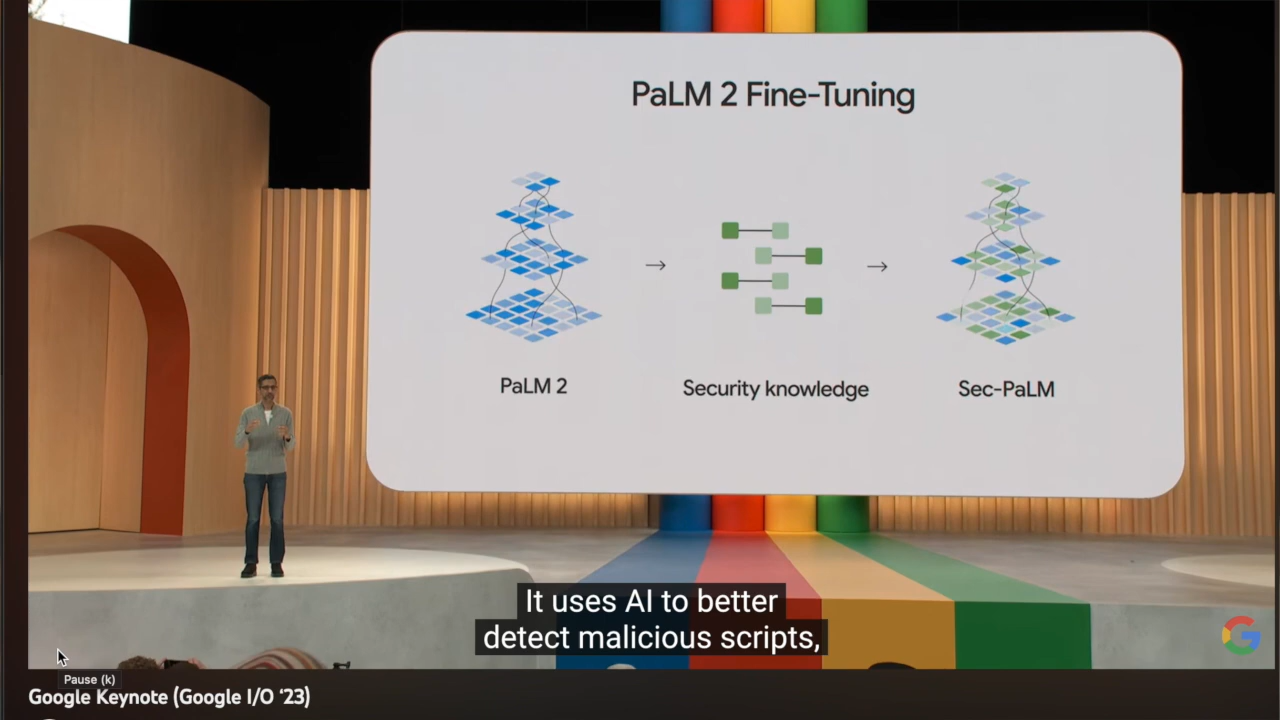 PaLM 2 Fine-Tuning
PaLM 2
Security knowledge
Sec-PaLM
It uses AI to better
detect malicious scripts,
Pause (k)
Google Keynote (Google I/O ‘23)